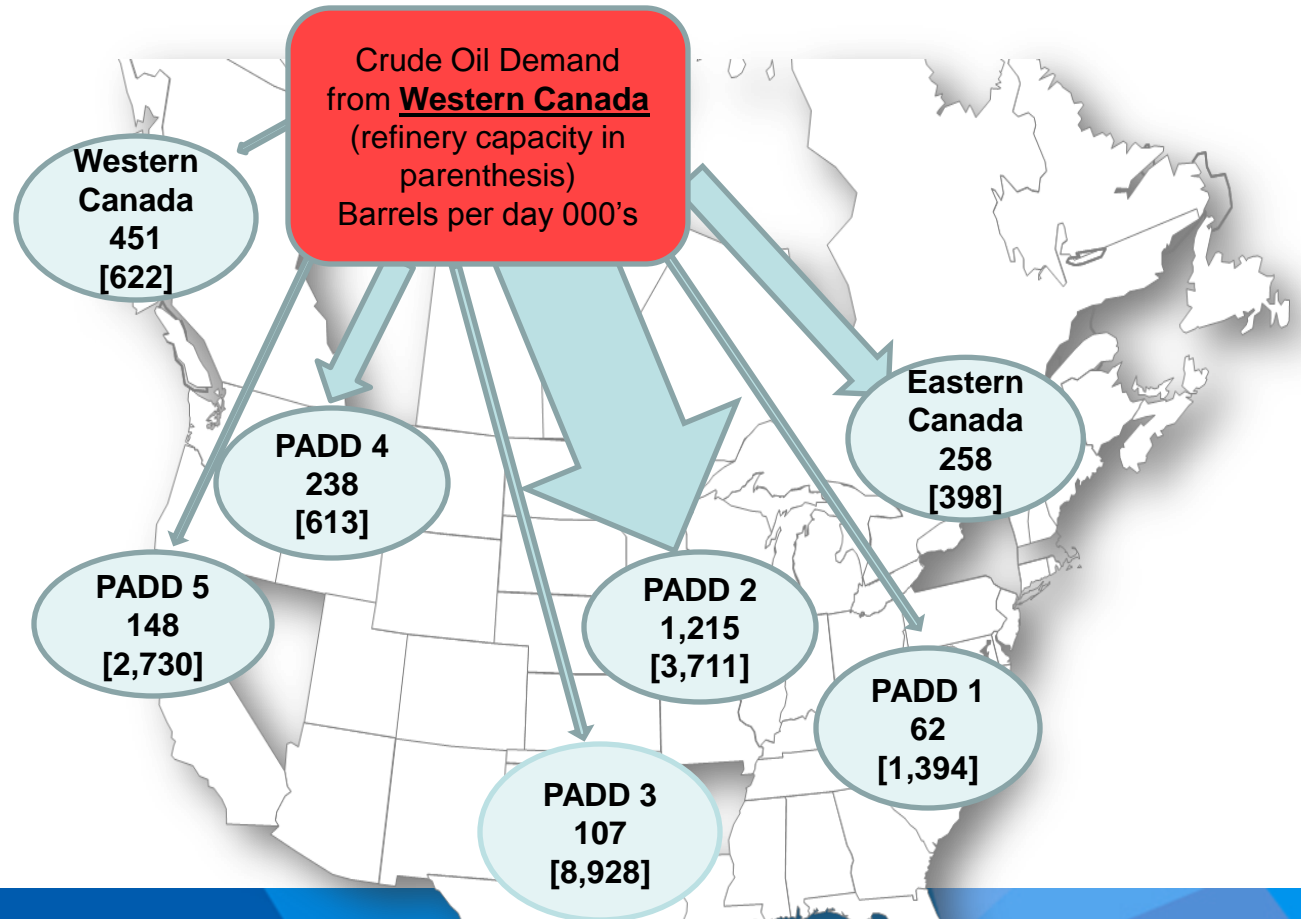 Crude Oil Demand
from Western Canada
(refinery capacity in
parenthesis)
Barrels per day 000's
Western
Canada
451
[622]
PADD 4
238
[613]
Eastern
Canada
258
[398]
PADD 5
148
[2,730]
PADD 2
1,215
[3,711]
PADD 1
62
[1,394]
PADD 3
107
[8,928]